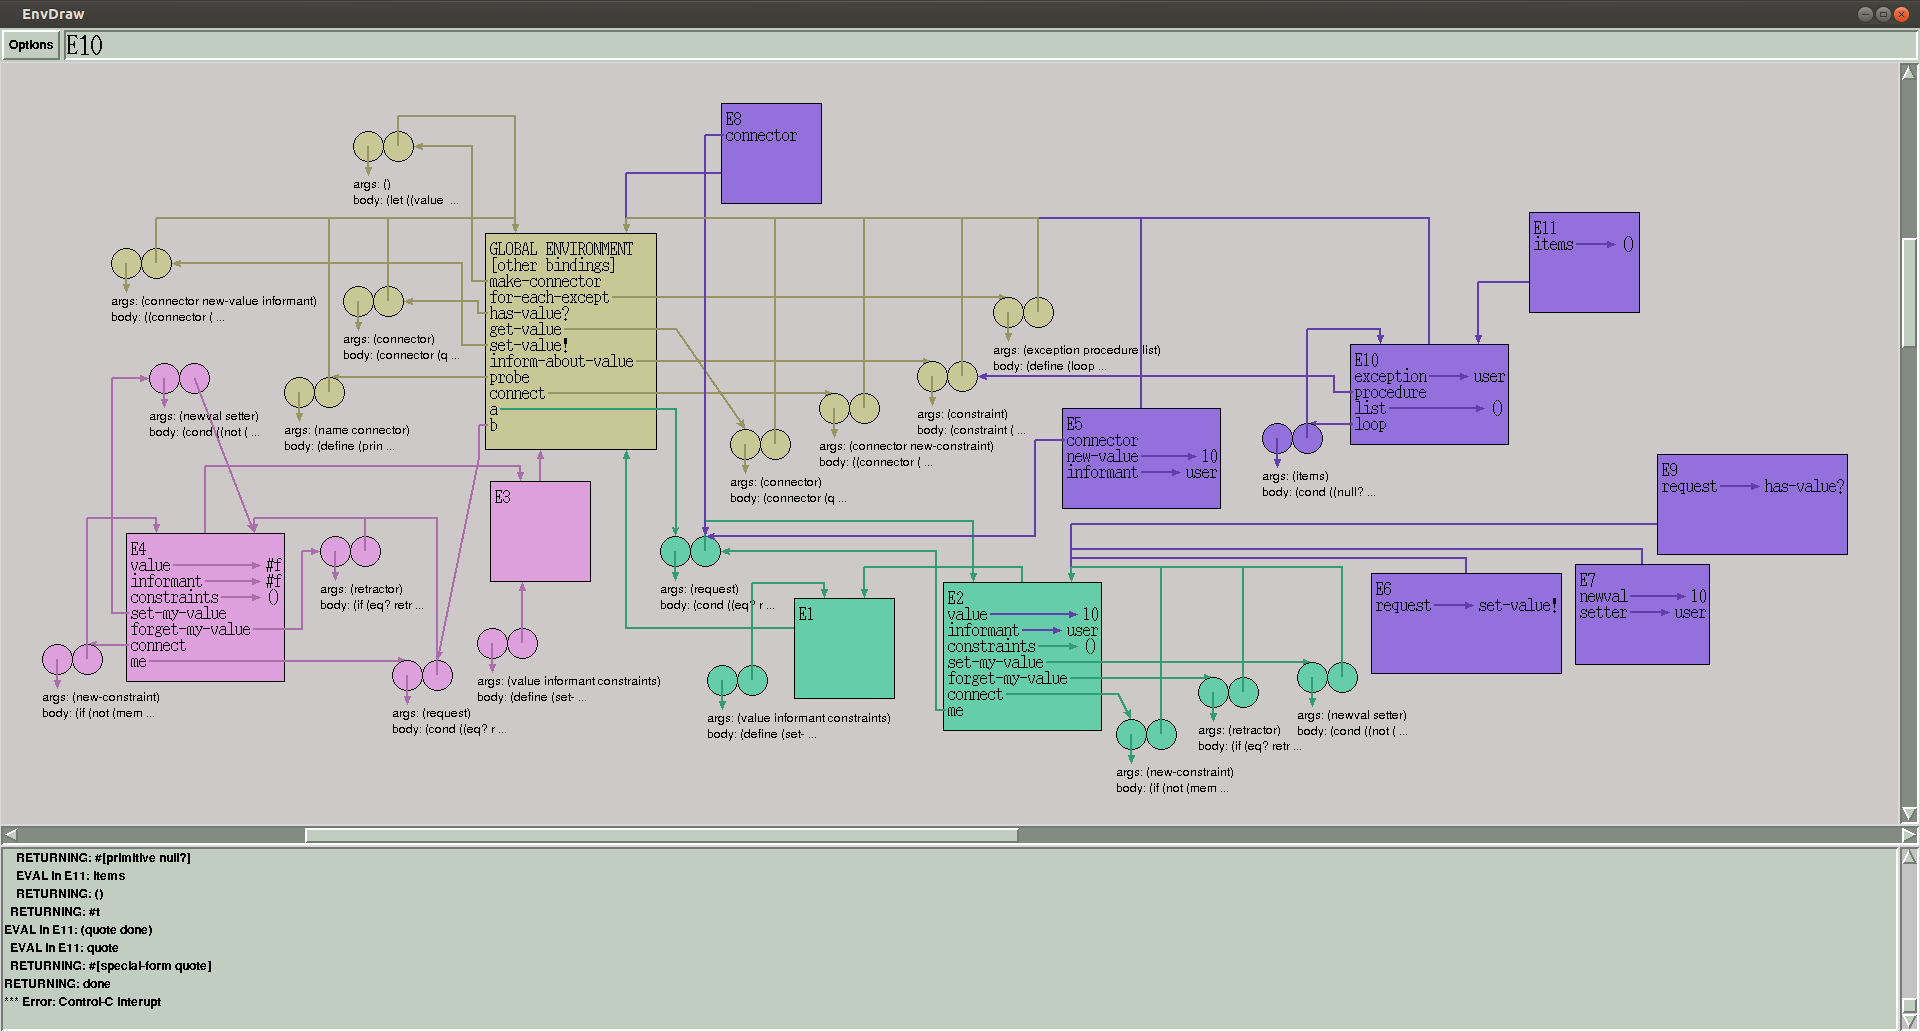 EnvDraw
Options
E10
E8
connector
args: ()
body: (let ((value ...
GLOBAL ENVIRONMENT
[other bindings]
make-connector
for-each-except
has-value?
get-value
set-value!
inform-about-value
probe
connect
a
b
E11
items ()
args: (connector new-value informant)
body: ((connector ( ...
args: (connector)
body: (connector (q ...
args: (exception procedure list)
body: (define (loop ...
E10
exception user
procedure
list ()
loop
args: (newval setter)
body: (cond ((not ( ...
args: (name connector)
body: (define (prin ...
args: (constraint)
body: (constraint ( ...
args: (connector new-constraint)
body: ((connector ( ...
args: (connector)
body: (connector (q ...
E5
connector
new-value 10
informant user
args: (items)
body: (cond ((null? ...
E9
request has-value?
E3
E4
value #f
informant #f
constraints ()
set-my-value
forget-my-value
connect
me
args: (retractor)
body: (if (eq? retr ...
args: (request)
body: (cond ((eq? r ...
E1
E2
value 10
informant user
constraints ()
set-my-value
forget-my-value
connect
me
E6
request set-value!
E7
newval 10
setter user
args: (new-constraint)
body: (if (not (mem ...
args: (request)
body: (cond ((eq? r ...
args: (value informant constraints)
body: (define (set- ...
args: (value informant constraints)
body: (define (set- ...
args: (new-constraint)
body: (if (not (mem ...
args: (retractor)
body: (if (eq? retr ...
args: (newval setter)
body: (cond ((not ( ...
RETURNING: #[primitive null?]
EVAL in E11: items
RETURNING: ()
RETURNING: #t
EVAL in E11: (quote done)
EVAL in E11: quote
RETURNING: #[special-form quote]
RETURNING: done
*** Error: Control-C Interupt